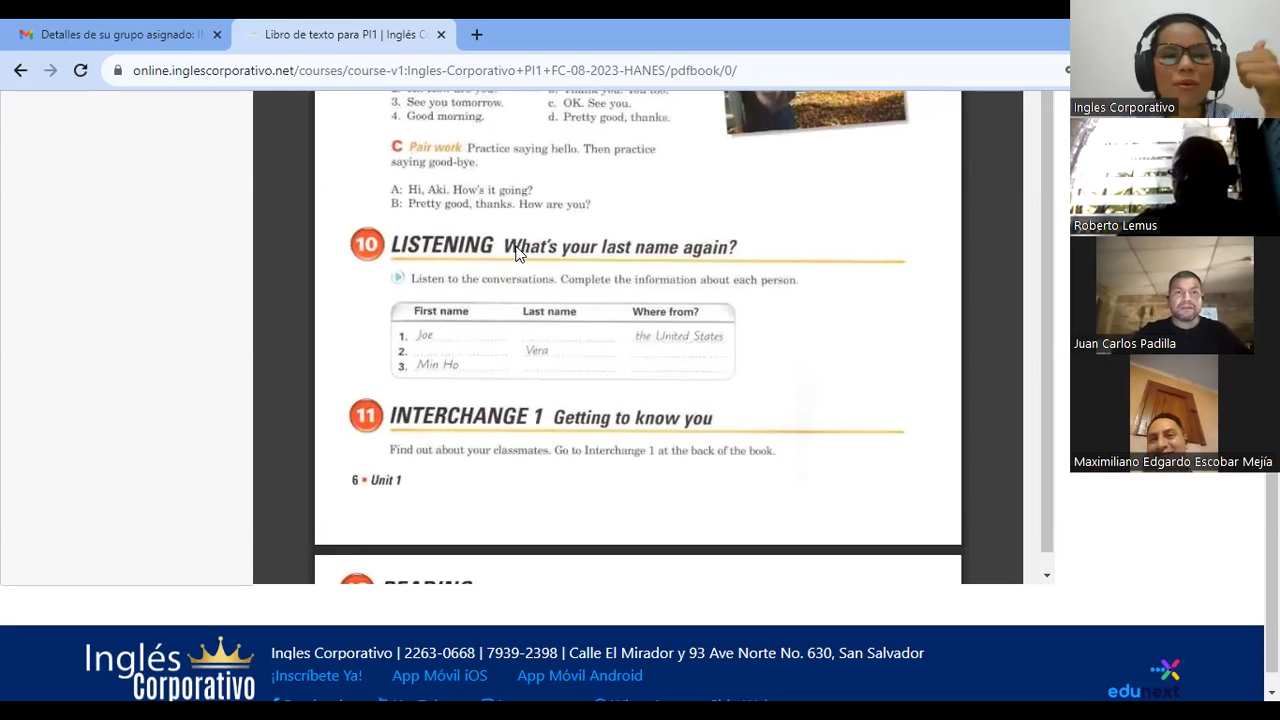 Detalles de su grupo asignado: I
Libro de texto para PI1 | Inglés C
online.inglescorporativo.net/courses/course-v1:Ingles-Corporativo+PI1+FC-08-2023-HANES/pdfbook/0/
3. See you tomorrow.
4. Good morning.
b. Thank you. You too.
c. OK. See you.
d. Pretty good, thanks.
C Pair work Practice saying hello. Then practice
saying good-bye.
A: Hi, Aki. How's it going?
B: Pretty good, thanks. How are you?
10 LISTENING What's your last name again?
Listen to the conversations. Complete the information about each person.
First name Last name Where from?
1. Joe the United States
2. Vera
3. Min Ho
11 INTERCHANGE 1 Getting to know you
Find out about your classmates. Go to Interchange 1 at the back of the book.
6 • Unit 1
Inglés
Corporativo
Ingles Corporativo | 2263-0668 | 7939-2398 | Calle El Mirador y 93 Ave Norte No. 630, San Salvador
¡Inscríbete Ya! App Móvil iOS App Móvil Android
edunext
Ingles Corporativo
Roberto Lemus
Juan Carlos Padilla
Maximiliano Edgardo Escobar Mejía